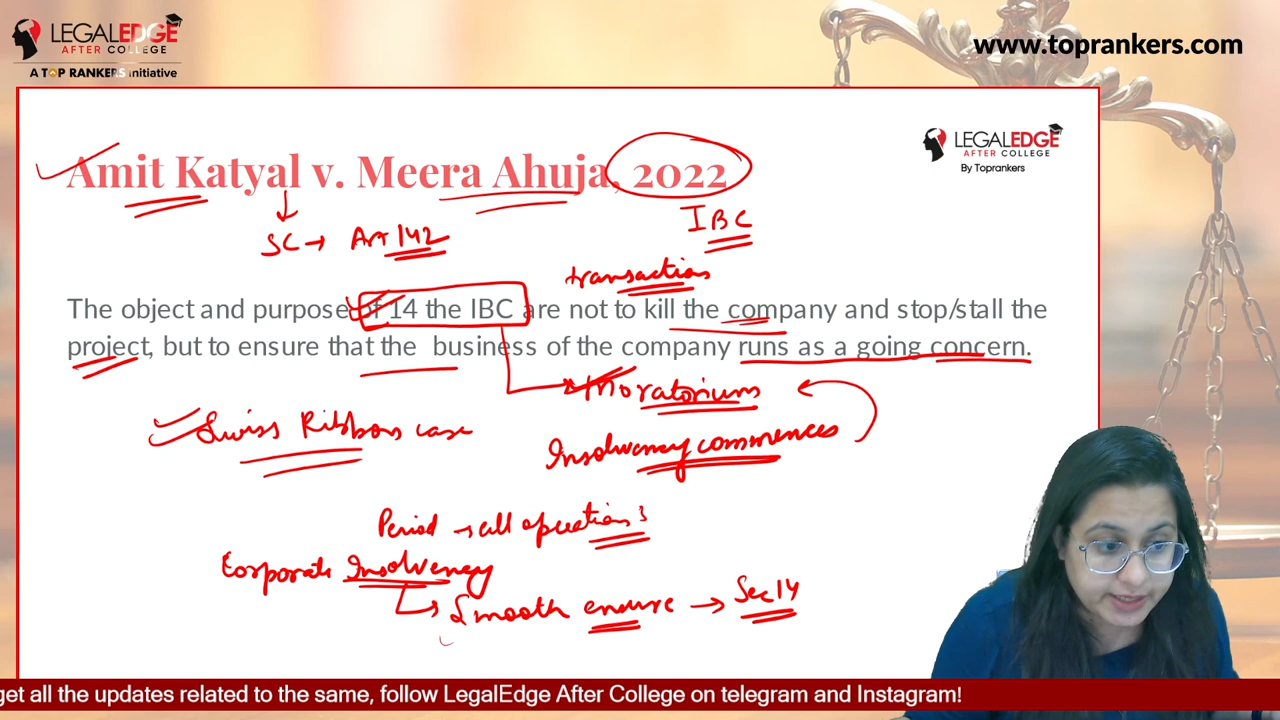 LEGALEDGE
AFTER COLLEGE
A TOP RANKERS initiative
www.toprankers.com
LEGALEDGE
AFTER COLLEGE
By Toprankers
Amit Katyal v. Meera Ahuja, 2022
SC → Art 142
IBC
transactions
The object and purpose of 14 the IBC are not to kill the company and stop/stall the
project, but to ensure that the business of the company runs as a going concern.
Moratorium
Swiss Ribbons case
Insolvency commences
Period → all operations
Corporate Insolvency
Smooth ensure → Sec 14
get all the updates related to the same, follow LegalEdge After College on telegram and Instagram!